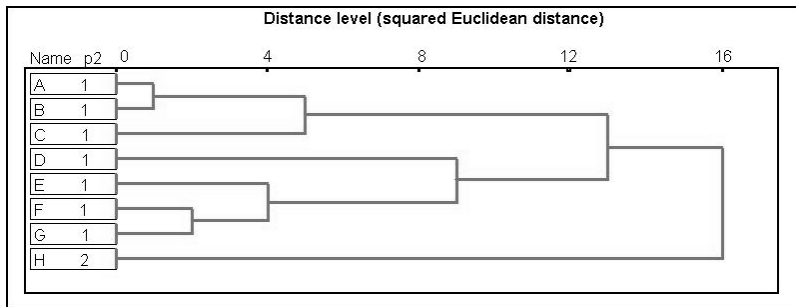 Distance level (squared Euclidean distance)
Name p2 0 4 8 12 16
A 1
B 1
C 1
D 1
E 1
F 1
G 1
H 2